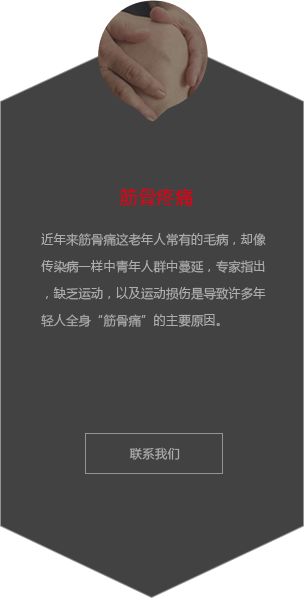 筋骨疼痛
近年来筋骨痛这老年人常有的毛病，却像
传染病一样中青年人群中蔓延，专家指出
，缺乏运动，以及运动损伤是导致许多年
轻人全身“筋骨痛”的主要原因。
联系我们